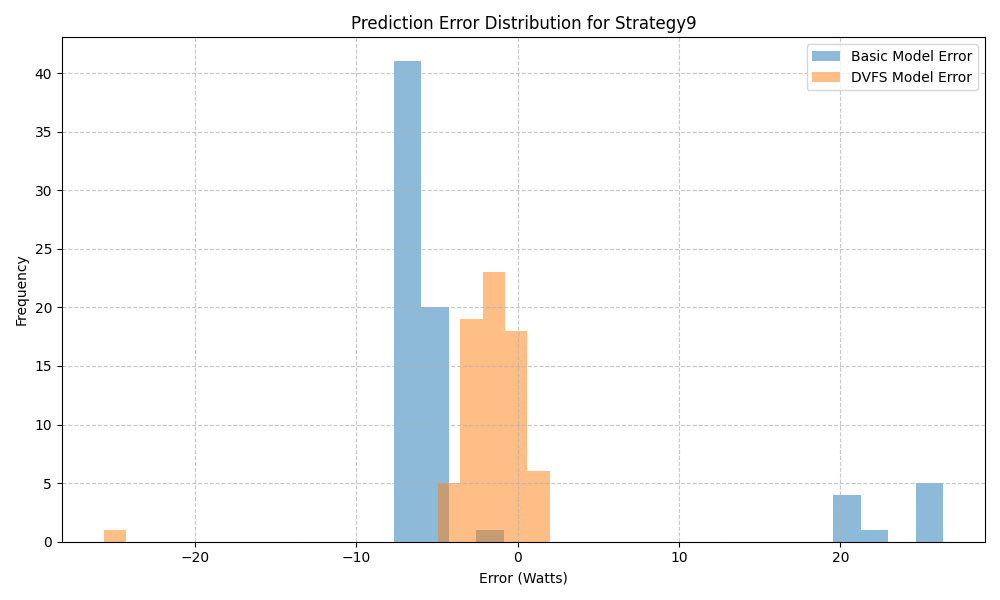 Prediction Error Distribution for Strategy9
Basic Model Error
DVFS Model Error
Frequency
40
35
30
25
20
15
10
5
0
−20
−10
0
10
20
Error (Watts)